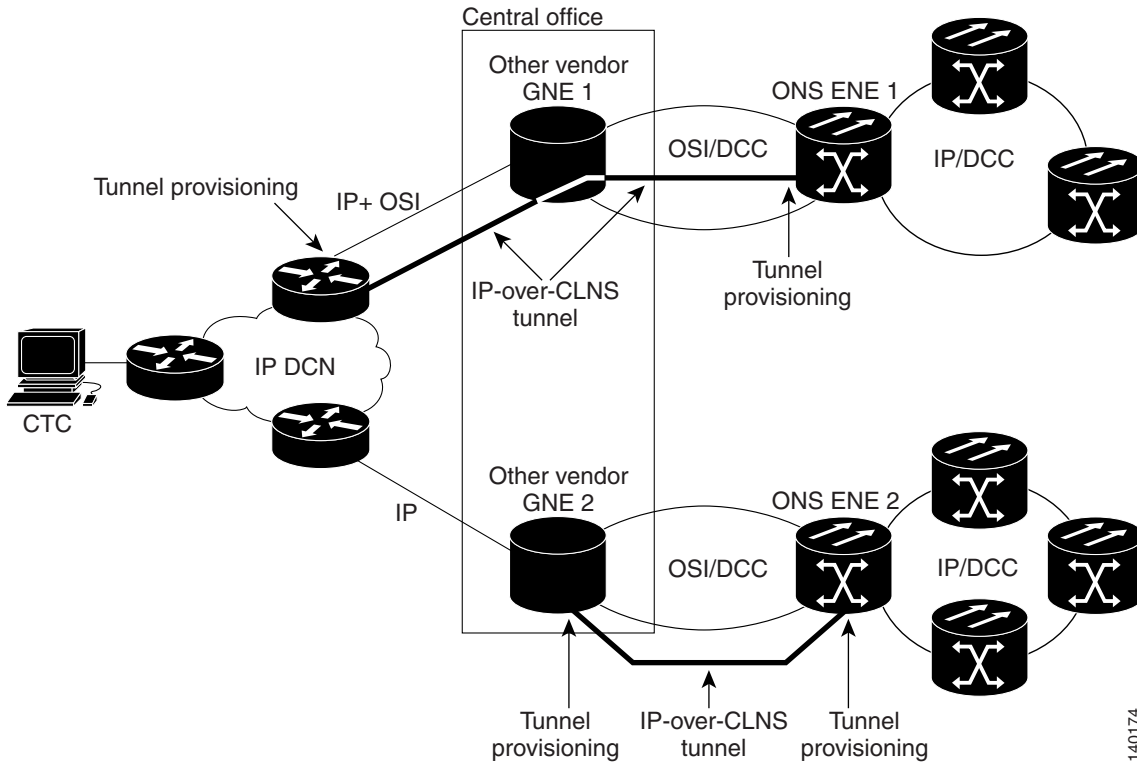 Central office
Other vendor
GNE 1
ONS ENE 1
OSI/DCC
IP/DCC
Tunnel provisioning
IP+ OSI
IP-over-CLNS
tunnel
Tunnel
provisioning
IP DCN
CTC
IP
Other vendor
GNE 2
ONS ENE 2
OSI/DCC
IP/DCC
Tunnel
provisioning
IP-over-CLNS
tunnel
Tunnel
provisioning
140174